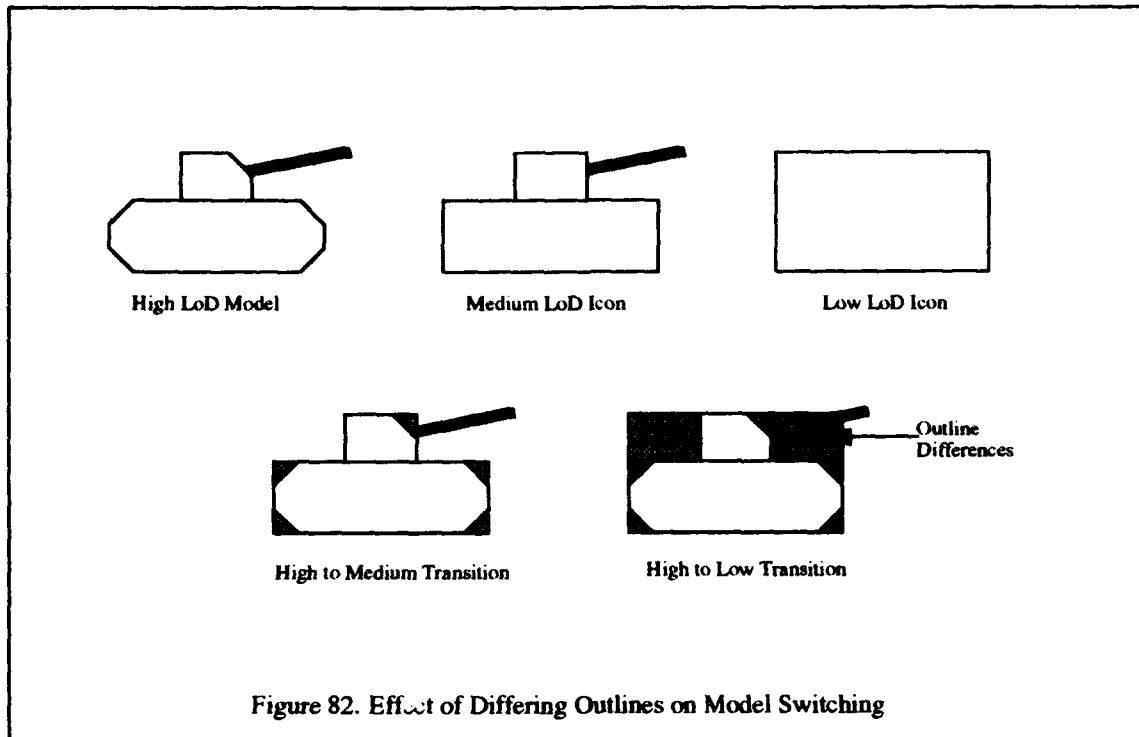 High LoD Model
Medium LoD Icon
Low LoD Icon
Outline
Differences
High to Medium Transition
High to Low Transition
Figure 82. Effect of Differing Outlines on Model Switching